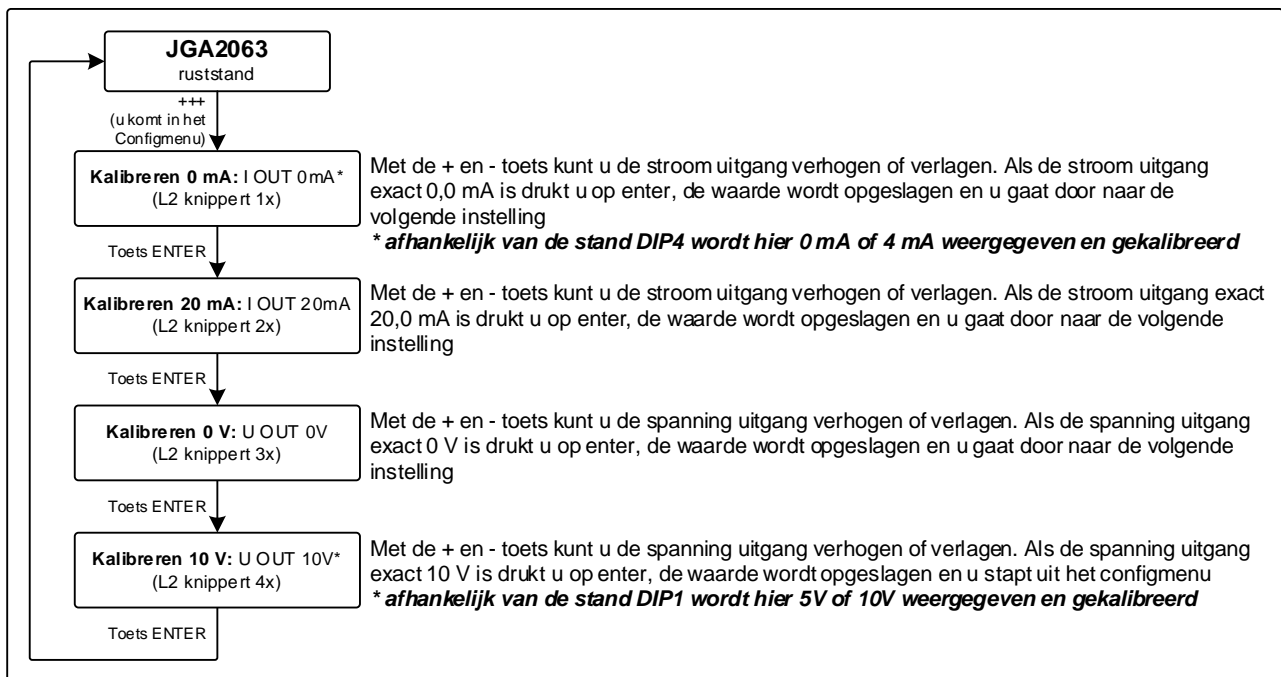 JGA2063
ruststand
+++
(u komt in het
Configmenu)
Kalibreren 0 mA: I OUT 0mA*
(L2 knippert 1x)
Met de + en - toets kunt u de stroom uitgang verhogen of verlagen. Als de stroom uitgang
exact 0,0 mA is drukt u op enter, de waarde wordt opgeslagen en u gaat door naar de
volgende instelling
* afhankelijk van de stand DIP4 wordt hier 0 mA of 4 mA weergegeven en gekalibreerd
Toets ENTER
Kalibreren 20 mA: I OUT 20mA
(L2 knippert 2x)
Met de + en - toets kunt u de stroom uitgang verhogen of verlagen. Als de stroom uitgang exact
20,0 mA is drukt u op enter, de waarde wordt opgeslagen en u gaat door naar de volgende
instelling
Toets ENTER
Kalibreren 0 V: U OUT 0V
(L2 knippert 3x)
Met de + en - toets kunt u de spanning uitgang verhogen of verlagen. Als de spanning uitgang
exact 0 V is drukt u op enter, de waarde wordt opgeslagen en u gaat door naar de volgende
instelling
Toets ENTER
Kalibreren 10 V: U OUT 10V*
(L2 knippert 4x)
Met de + en - toets kunt u de spanning uitgang verhogen of verlagen. Als de spanning uitgang
exact 10 V is drukt u op enter, de waarde wordt opgeslagen en u stapt uit het configmenu
* afhankelijk van de stand DIP1 wordt hier 5V of 10V weergegeven en gekalibreerd
Toets ENTER